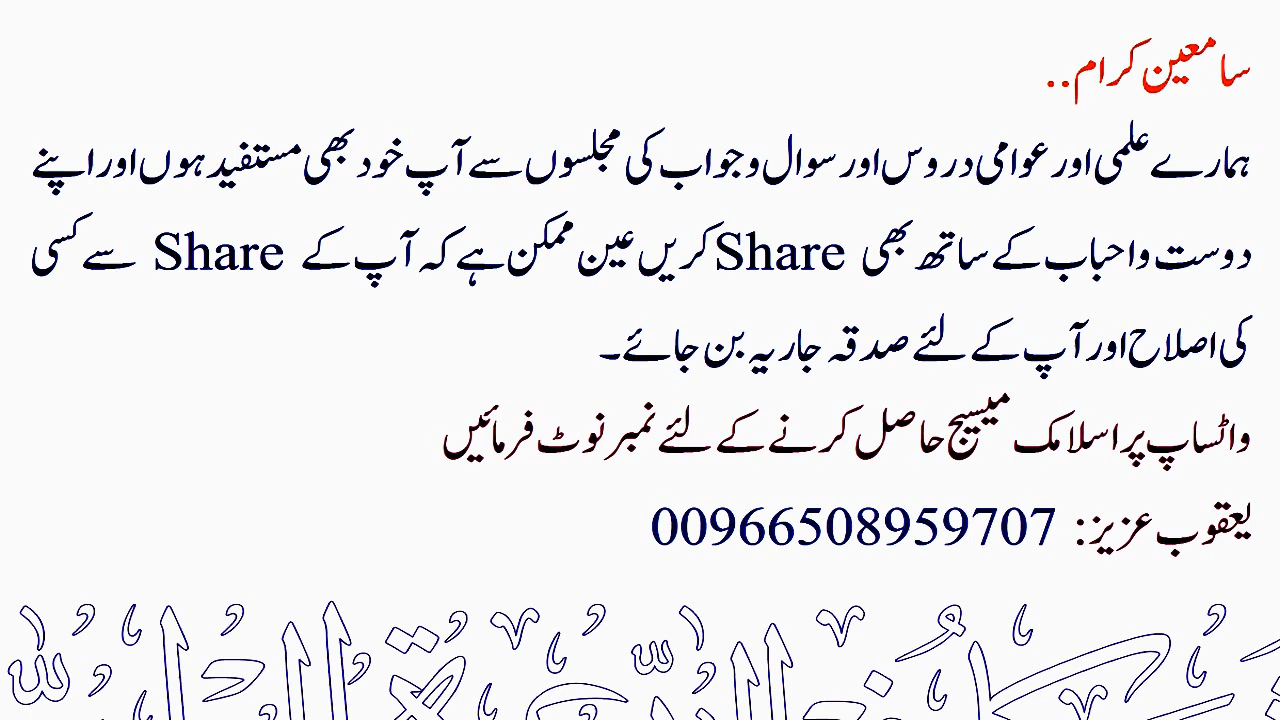 سامعین کرام..
ہمارے علمی اور عوامی دروس اور سوال و جواب کی مجلسوں سے آپ خود بھی مستفید ہوں اور اپنے
دوست و احباب کے ساتھ بھی Share کریں عین ممکن ہے کہ آپ کے Share سے کسی
کی اصلاح اور آپ کے لئے صدقہ جاریہ بن جائے۔
واٹساپ پر اسلامک میسیج حاصل کرنے کے لئے نمبر نوٹ فرمائیں
یعقوب عزیز: 00966508959707